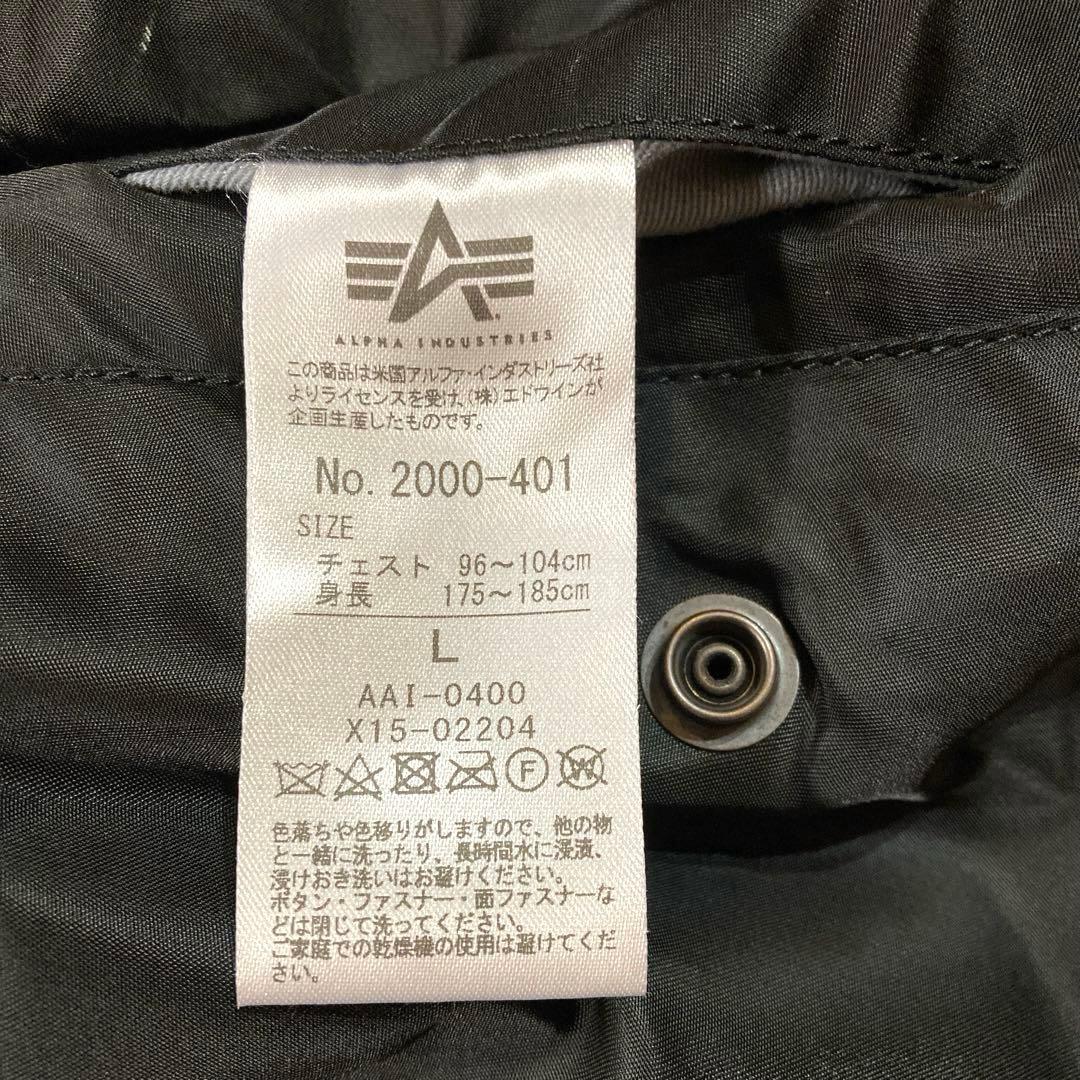 ALPHA INDUSTRIES
この商品は米国アルファ・インダストリーズ社
よりライセンスを受け、(株)エドウインが
企画生産したものです。
No. 2000-401
SIZE
チェスト 96～104cm
身長 175～185cm
L
AAI-0400
X15-02204
F W
色落ちや色移りがしますので、他の物
と一緒に洗ったり、長時間水に浸漬、
浸けおき洗いはお避けください。
ボタン・ファスナー・面ファスナーな
どは閉じて洗ってください。
ご家庭での乾燥機の使用は避けてくだ
さい。